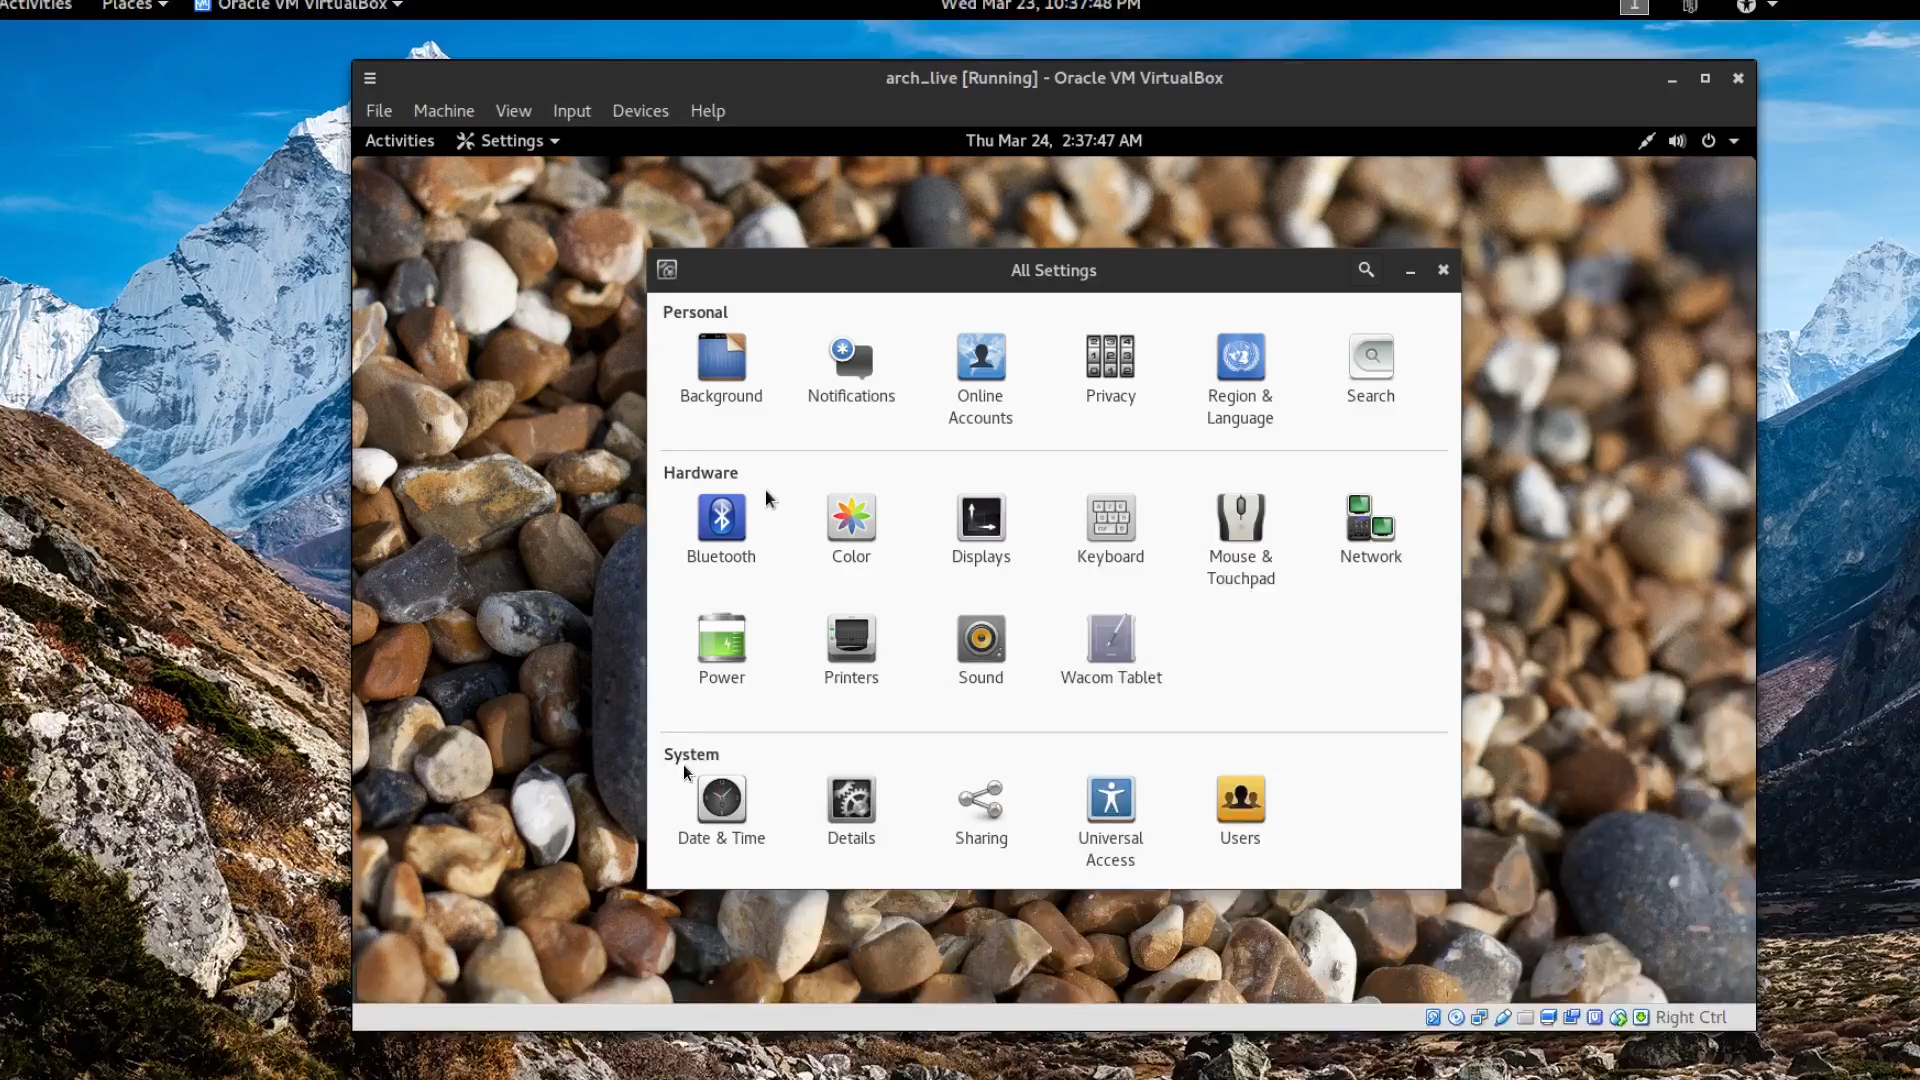 Activities Places Oracle VM VirtualBox Wed Mar 23, 10:37:48 PM 1
arch_live [Running] - Oracle VM VirtualBox
File Machine View Input Devices Help
Activities Settings Thu Mar 24, 2:37:47 AM
All Settings
Personal
Background Notifications Online Accounts Privacy Region & Language Search
Hardware
Bluetooth Color Displays Keyboard Mouse & Touchpad Network
Power Printers Sound Wacom Tablet
System
Date & Time Details Sharing Universal Access Users
Right Ctrl